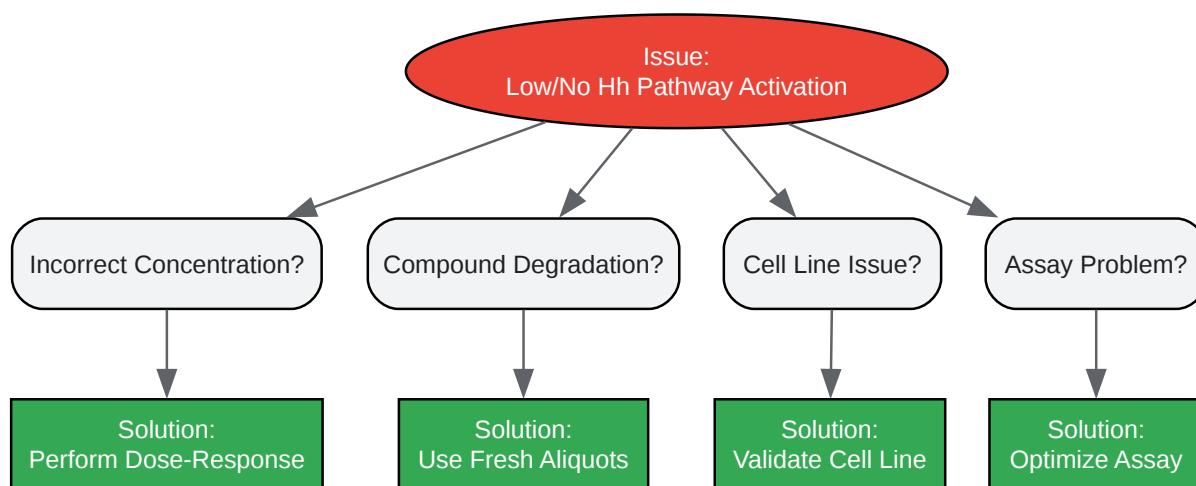 Issue:
Low/No Hh Pathway Activation
Incorrect Concentration?
Compound Degradation?
Cell Line Issue?
Assay Problem?
Solution:
Perform Dose-Response
Solution:
Use Fresh Aliquots
Solution:
Validate Cell Line
Solution:
Optimize Assay